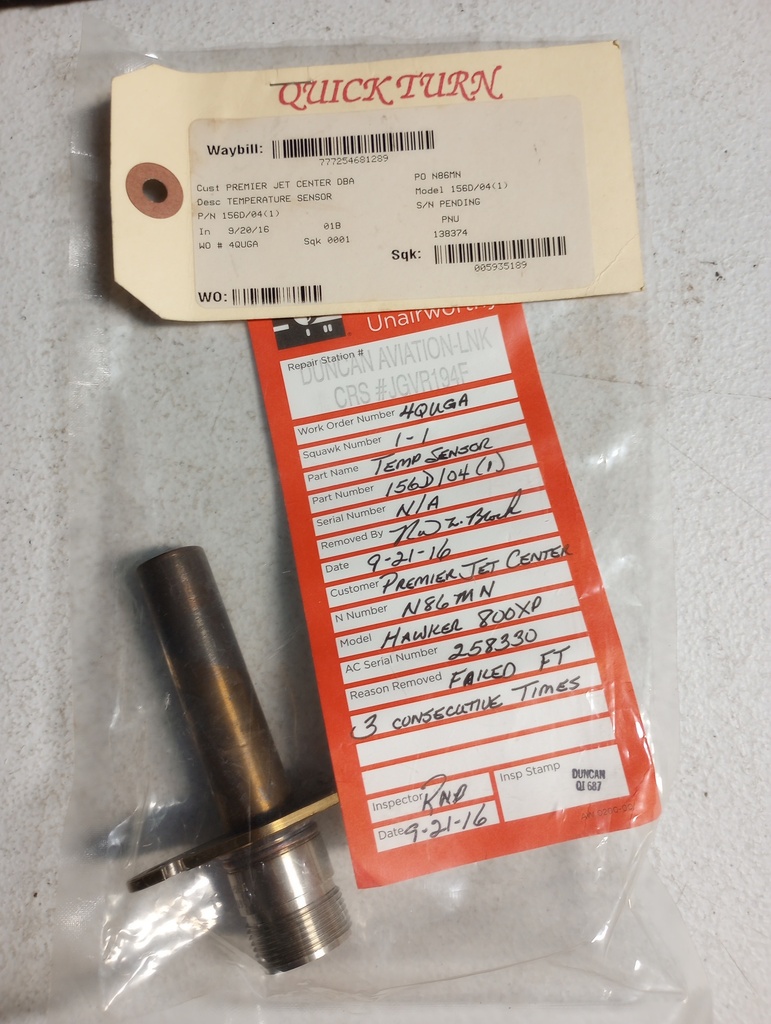 QUICKTURN
Waybill:
777254681289
Cust PREMIER JET CENTER DBA PO N86MN
Desc TEMPERATURE SENSOR Model 156D/04(1)
P/N 156D/04(1) S/N PENDING
In 9/20/16 01B PNU
WO # 4QUGA Sqk 0001 138374
Sqk:
005935189
WO:
Unairworthy
Repair Station #
DUNCAN AVIATION-LNK
CRS #JGVR194F
Work Order Number 4QUGA
Squawk Number 1-1
Part Name TEMP SENSOR
Part Number 156D/04(1)
Serial Number N/A
Removed By
Date 9-21-16
Customer PREMIER JET CENTER
N Number N86MN
Model HAWKER 800XP
AC Serial Number 258330
Reason Removed FAILED FT
3 CONSECUTIVE TIMES
Inspector RND
Insp Stamp
DUNCAN
QI 687
Date 9-21-16